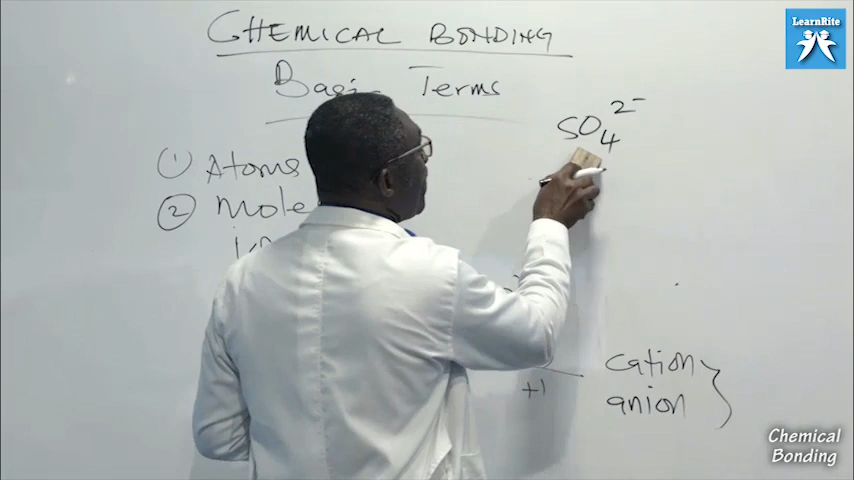 CHEMICAL BONDING
Basic Terms
① Atoms
② Mole
SO₄²⁻
+1
cation
anion
LearnRite
Chemical
Bonding